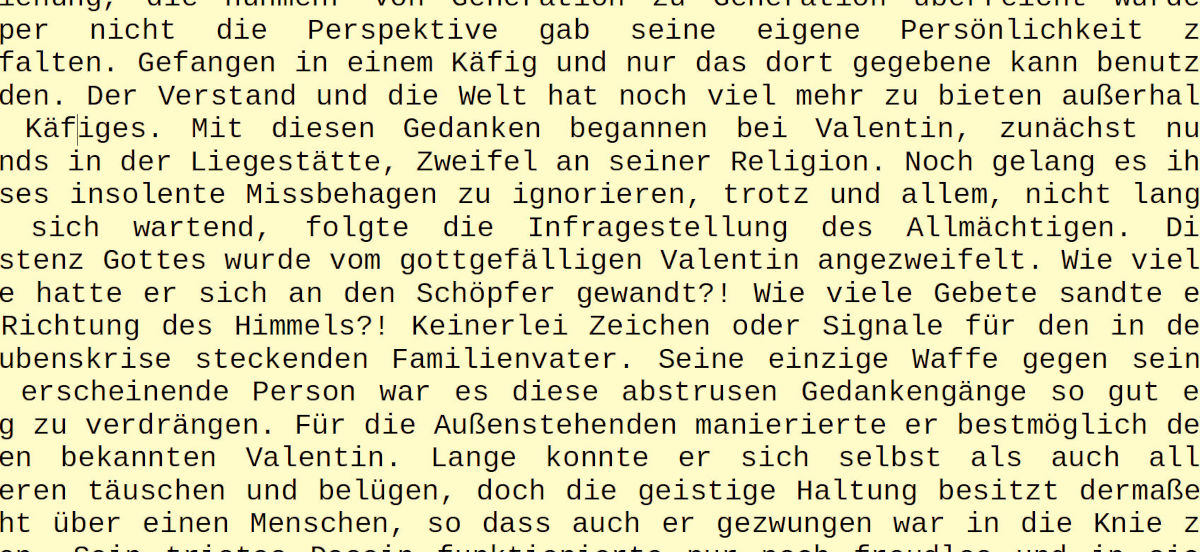 per nicht die Perspektive gab seine eigene Persönlichkeit z
falten. Gefangen in einem Käfig und nur das dort gegebene kann benutz
den. Der Verstand und die Welt hat noch viel mehr zu bieten außerhal
Käfiges. Mit diesen Gedanken begannen bei Valentin, zunächst nu
nds in der Liegestätte, Zweifel an seiner Religion. Noch gelang es ih
ses insolente Missbehagen zu ignorieren, trotz und allem, nicht lang
sich wartend, folgte die Infragestellung des Allmächtigen. Di
stenz Gottes wurde vom gottgefälligen Valentin angezweifelt. Wie viel
e hatte er sich an den Schöpfer gewandt?! Wie viele Gebete sandte e
Richtung des Himmels?! Keinerlei Zeichen oder Signale für den in de
ubenskrise steckenden Familienvater. Seine einzige Waffe gegen sein
erscheinende Person war es diese abstrusen Gedankengänge so gut e
g zu verdrängen. Für die Außenstehenden manierierte er bestmöglich de
en bekannten Valentin. Lange konnte er sich selbst als auch all
eren täuschen und belügen, doch die geistige Haltung besitzt dermaße
ht über einen Menschen, so dass auch er gezwungen war in die Knie z